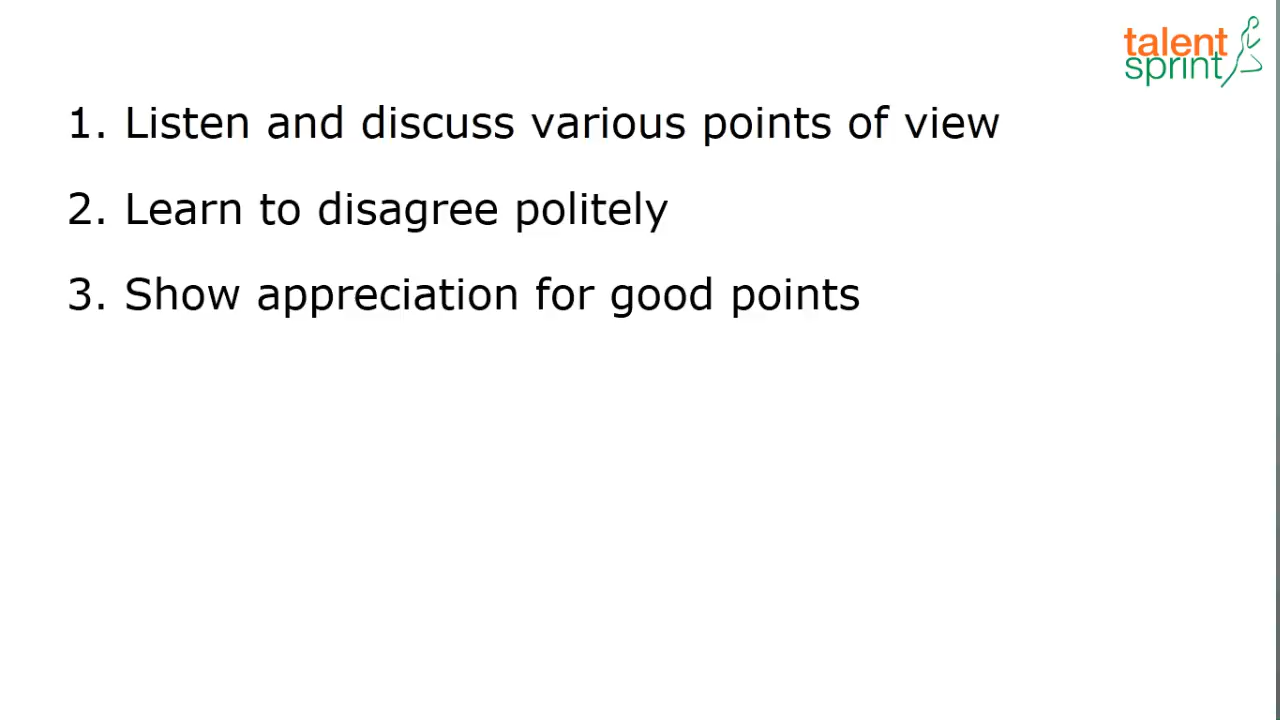 talent
sprint
1. Listen and discuss various points of view
2. Learn to disagree politely
3. Show appreciation for good points